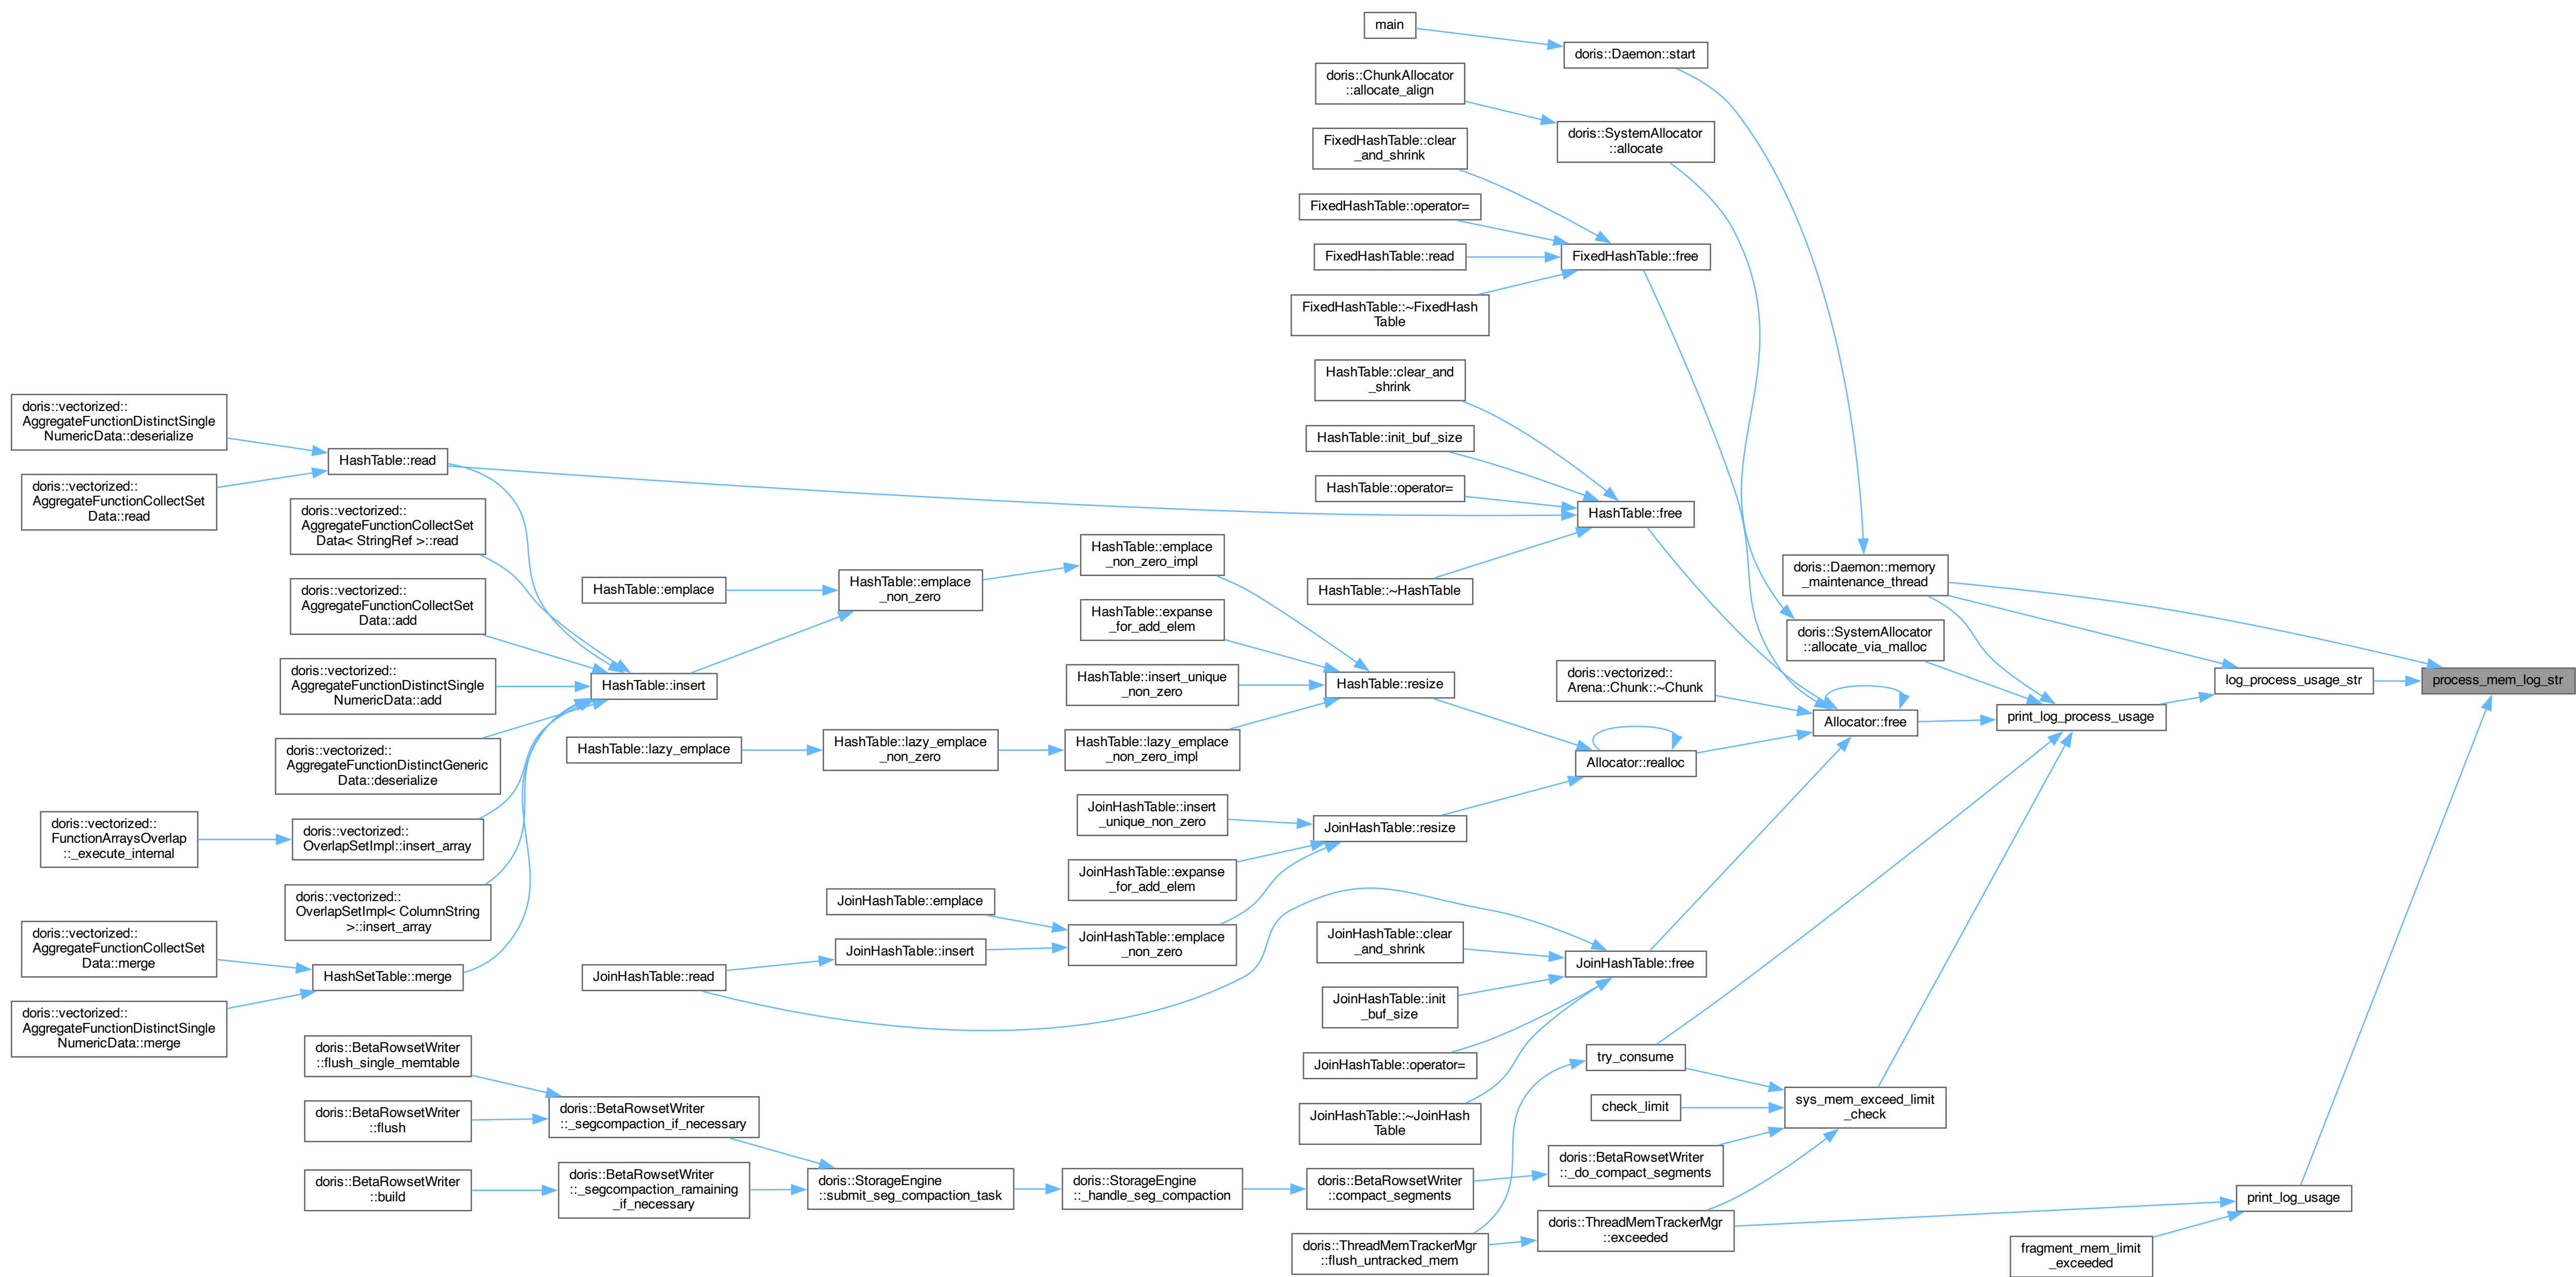 main
doris::Daemon::start
doris::ChunkAllocator
::allocate_align
doris::SystemAllocator
::allocate
FixedHashTable::clear
_and_shrink
FixedHashTable::operator=
FixedHashTable::read
FixedHashTable::free
FixedHashTable::~FixedHash
Table
HashTable::clear_and
_shrink
HashTable::init_buf_size
HashTable::operator=
HashTable::free
HashTable::~HashTable
doris::vectorized::
AggregateFunctionDistinctSingle
NumericData::deserialize
HashTable::read
doris::vectorized::
AggregateFunctionCollectSet
Data::read
doris::vectorized::
AggregateFunctionCollectSet
Data< StringRef >::read
doris::vectorized::
AggregateFunctionCollectSet
Data::add
doris::vectorized::
AggregateFunctionDistinctSingle
NumericData::add
doris::vectorized::
AggregateFunctionDistinctGeneric
Data::deserialize
doris::vectorized::
FunctionArraysOverlap
::_execute_internal
doris::vectorized::
OverlapSetImpl::insert_array
doris::vectorized::
OverlapSetImpl< ColumnString
>::insert_array
doris::vectorized::
AggregateFunctionCollectSet
Data::merge
HashSetTable::merge
doris::vectorized::
AggregateFunctionDistinctSingle
NumericData::merge
HashTable::emplace
HashTable::insert
HashTable::lazy_emplace
HashTable::emplace
_non_zero
HashTable::lazy_emplace
_non_zero
HashTable::emplace
_non_zero_impl
HashTable::expanse
_for_add_elem
HashTable::insert_unique
_non_zero
HashTable::lazy_emplace
_non_zero_impl
HashTable::resize
JoinHashTable::insert
_unique_non_zero
JoinHashTable::resize
JoinHashTable::expanse
_for_add_elem
JoinHashTable::emplace
JoinHashTable::insert
JoinHashTable::emplace
_non_zero
JoinHashTable::read
JoinHashTable::clear
_and_shrink
JoinHashTable::init
_buf_size
JoinHashTable::operator=
JoinHashTable::~JoinHash
Table
JoinHashTable::free
doris::vectorized::
Arena::Chunk::~Chunk
Allocator::realloc
Allocator::free
doris::Daemon::memory
_maintenance_thread
doris::SystemAllocator
::allocate_via_malloc
print_log_process_usage
log_process_usage_str
process_mem_log_str
try_consume
check_limit
sys_mem_exceed_limit
_check
doris::BetaRowsetWriter
::_do_compact_segments
doris::BetaRowsetWriter
::compact_segments
doris::StorageEngine
::_handle_seg_compaction
doris::StorageEngine
::submit_seg_compaction_task
doris::BetaRowsetWriter
::_segcompaction_if_necessary
doris::BetaRowsetWriter
::_segcompaction_ramaining
_if_necessary
doris::BetaRowsetWriter
::flush_single_memtable
doris::BetaRowsetWriter
::flush
doris::BetaRowsetWriter
::build
doris::ThreadMemTrackerMgr
::exceeded
doris::ThreadMemTrackerMgr
::flush_untracked_mem
print_log_usage
fragment_mem_limit
_exceeded